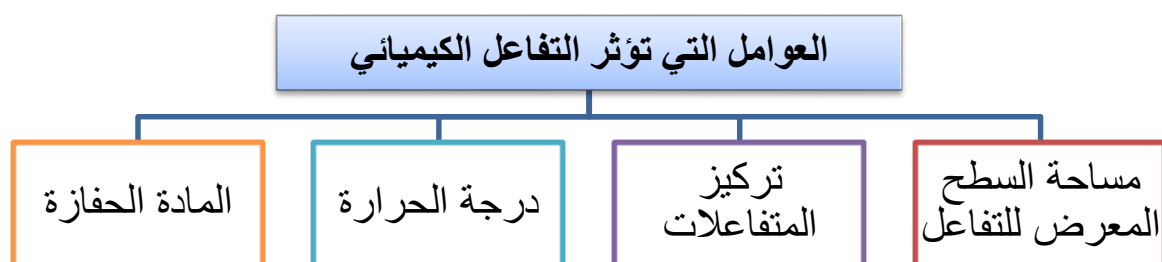 العوامل التي تؤثر التفاعل الكيميائي
مساحة السطح
المعرض للتفاعل
تركيز
المتفاعلات
درجة الحرارة
المادة الحفازة